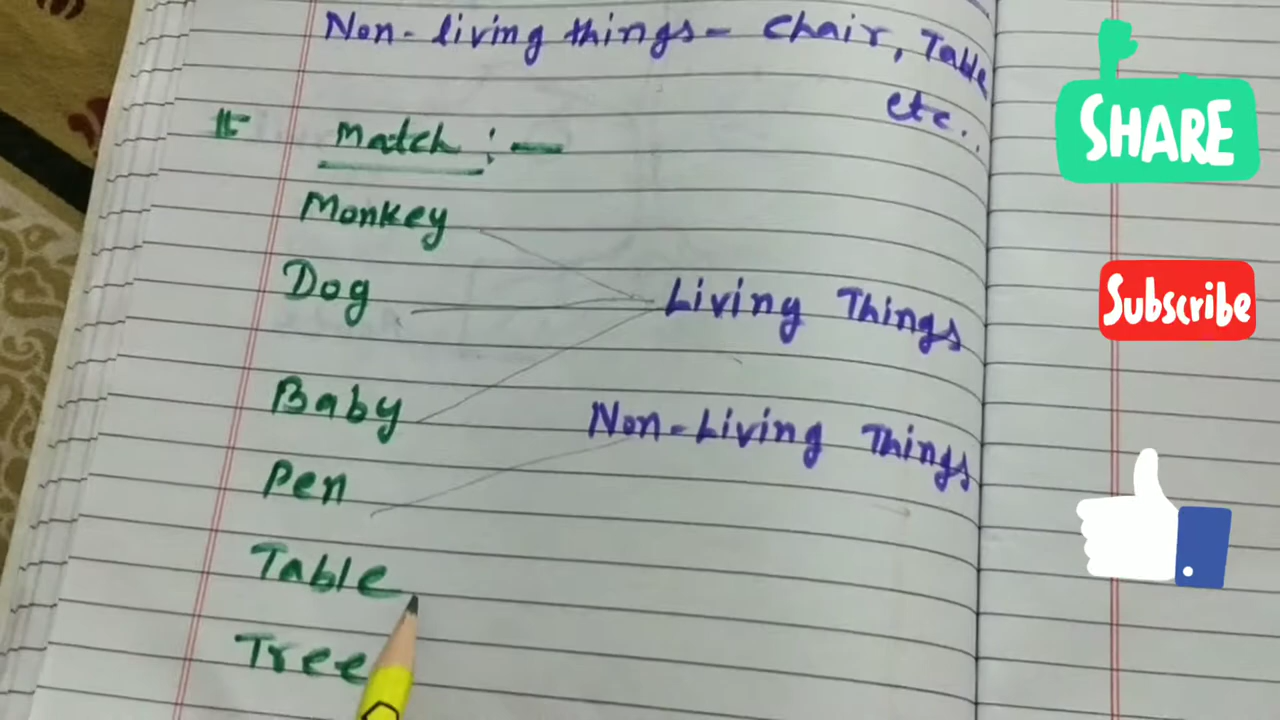 Non-living things- Chair, Table
etc.
Match :-
Monkey
Dog
Living Things
Baby
Non-Living Things
Pen
Table
Tree
SHARE
Subscribe